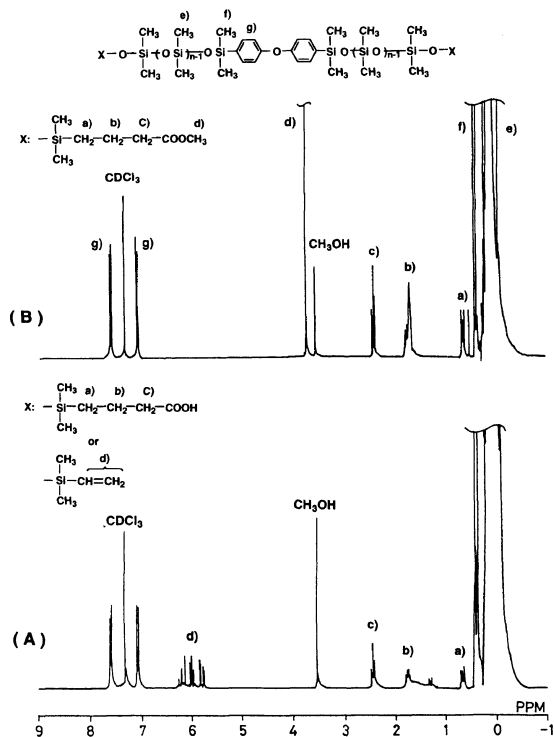 e) f)
CH₃ CH₃ CH₃ g) CH₃ CH₃ CH₃
X—O—Si(O Si)n-1 O Si O Si(O Si O)n-1 Si—O—X
CH₃ CH₃ CH₃ CH₃ CH₃ CH₃
CH₃ a) b) C) d)
X: —Si—CH₂—CH₂—CH₂—COOCH₃
CH₃
d) f) e)
CDCl₃
g) g) CH₃OH c) b) a)
(B)
CH₃ a) b) C)
X: —Si—CH₂—CH₂—CH₂—COOH
CH₃
or
CH₃ d)
—Si—CH=CH₂
CH₃
CDCl₃ CH₃OH
(A) d) c) b) a)
PPM
9 8 7 6 4 3 2 1 0 -1